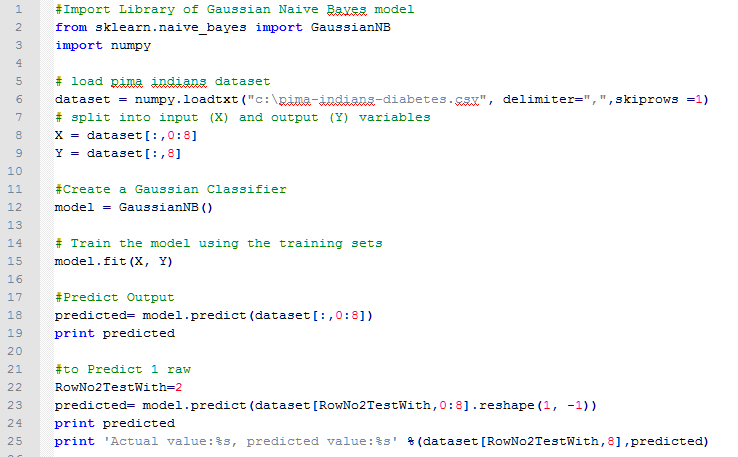 1 #Import Library of Gaussian Naive Bayes model
2 from sklearn.naive_bayes import GaussianNB
3 import numpy
4
5 # load pima indians dataset
6 dataset = numpy.loadtxt("c:\pima-indians-diabetes.csv", delimiter=",",skiprows =1)
7 # split into input (X) and output (Y) variables
8 X = dataset[:,0:8]
9 Y = dataset[:,8]
10
11 #Create a Gaussian Classifier
12 model = GaussianNB()
13
14 # Train the model using the training sets
15 model.fit(X, Y)
16
17 #Predict Output
18 predicted= model.predict(dataset[:,0:8])
19 print predicted
20
21 #to Predict 1 raw
22 RowNo2TestWith=2
23 predicted= model.predict(dataset[RowNo2TestWith,0:8].reshape(1, -1))
24 print predicted
25 print 'Actual value:%s, predicted value:%s' %(dataset[RowNo2TestWith,8],predicted)